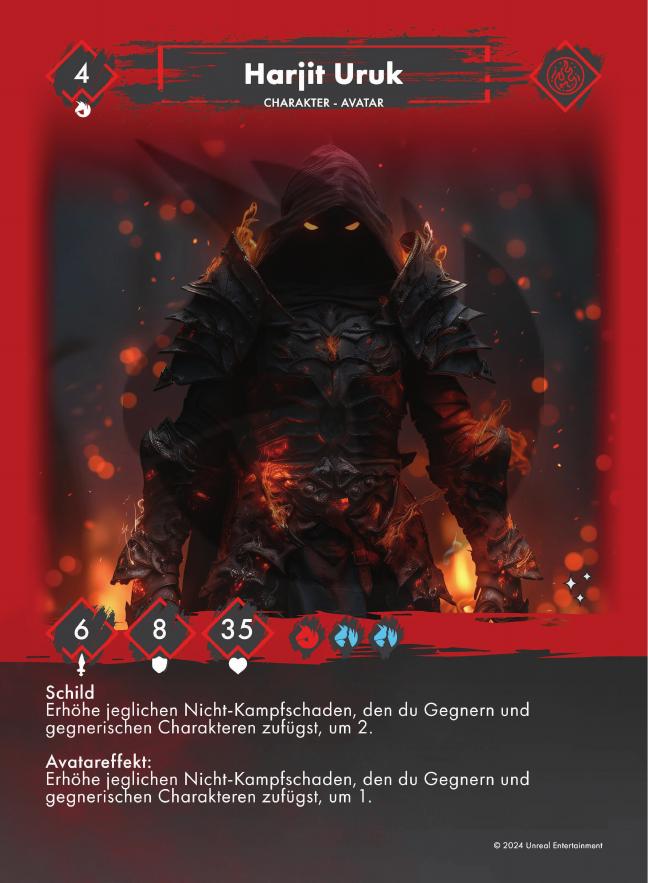 4
Harjit Uruk
CHARAKTER - AVATAR
6
8
35
Schild
Erhöhe jeglichen Nicht-Kampfschaden, den du Gegnern und
gegnerischen Charakteren zufügst, um 2.
Avatareffekt:
Erhöhe jeglichen Nicht-Kampfschaden, den du Gegnern und
gegnerischen Charakteren zufügst, um 1.
© 2024 Unreal Entertainment